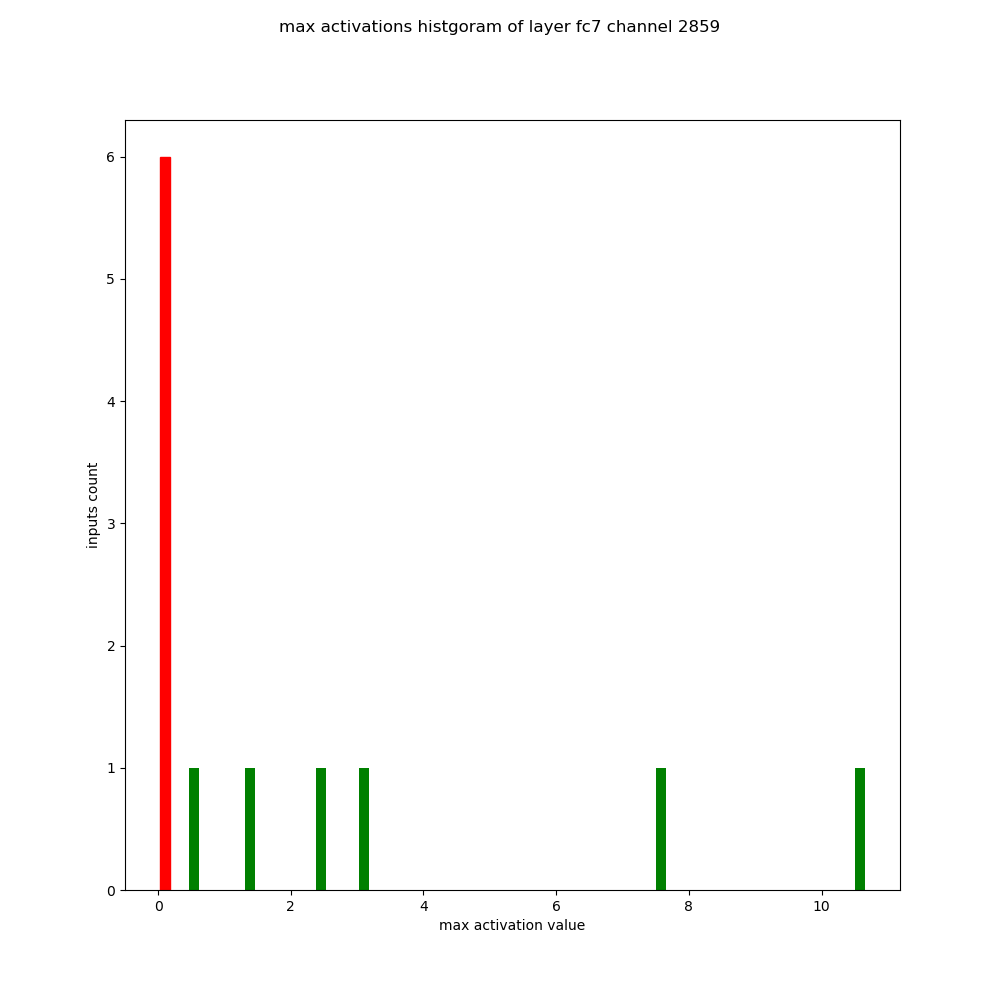 max activations histgoram of layer fc7 channel 2859
6
5
4
3
2
1
0
inputs count
0 2 4 6 8 10
max activation value